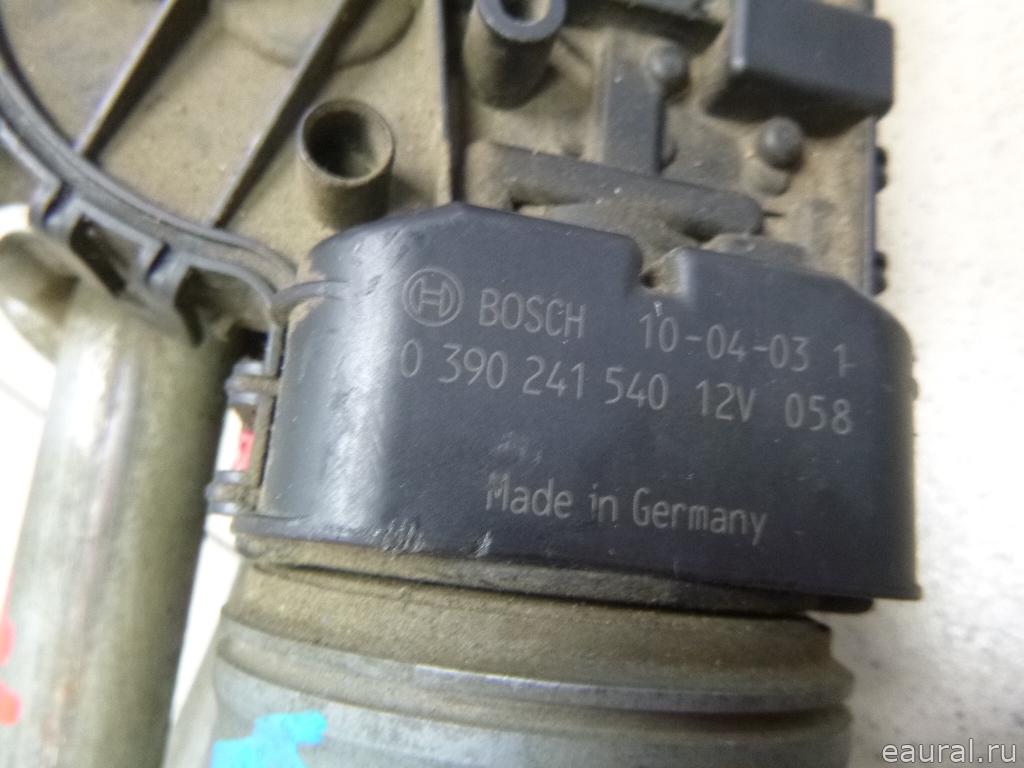 BOSCH 10-04-03 1
0 390 241 540 12V 058
Made in Germany
eaural.ru